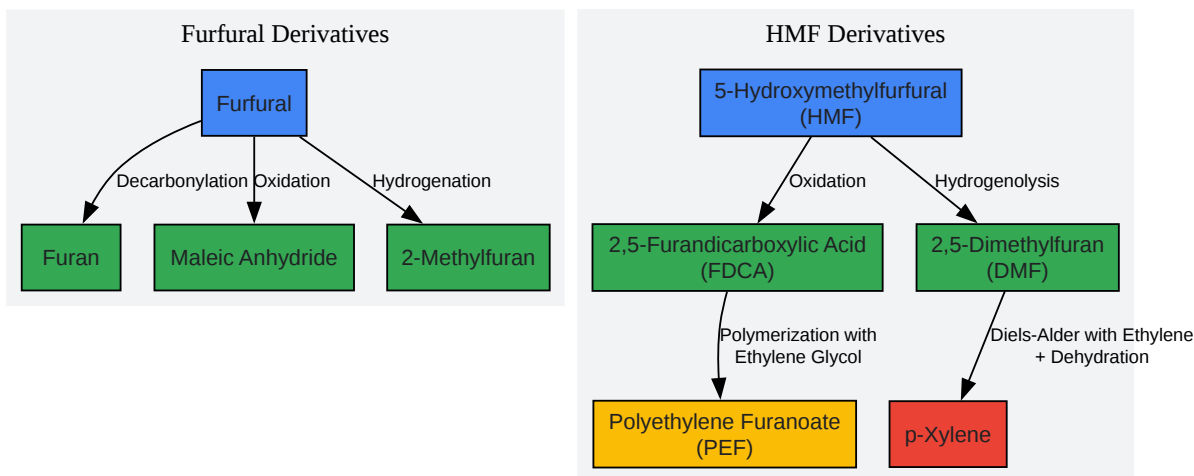 Furfural Derivatives
Furfural
Decarbonylation
Oxidation
Hydrogenation
Furan
Maleic Anhydride
2-Methylfuran
HMF Derivatives
5-Hydroxymethylfurfural
(HMF)
Oxidation
Hydrogenolysis
2,5-Furandicarboxylic Acid
(FDCA)
2,5-Dimethylfuran
(DMF)
Polymerization with
Ethylene Glycol
Diels-Alder with Ethylene
+ Dehydration
Polyethylene Furanoate
(PEF)
p-Xylene